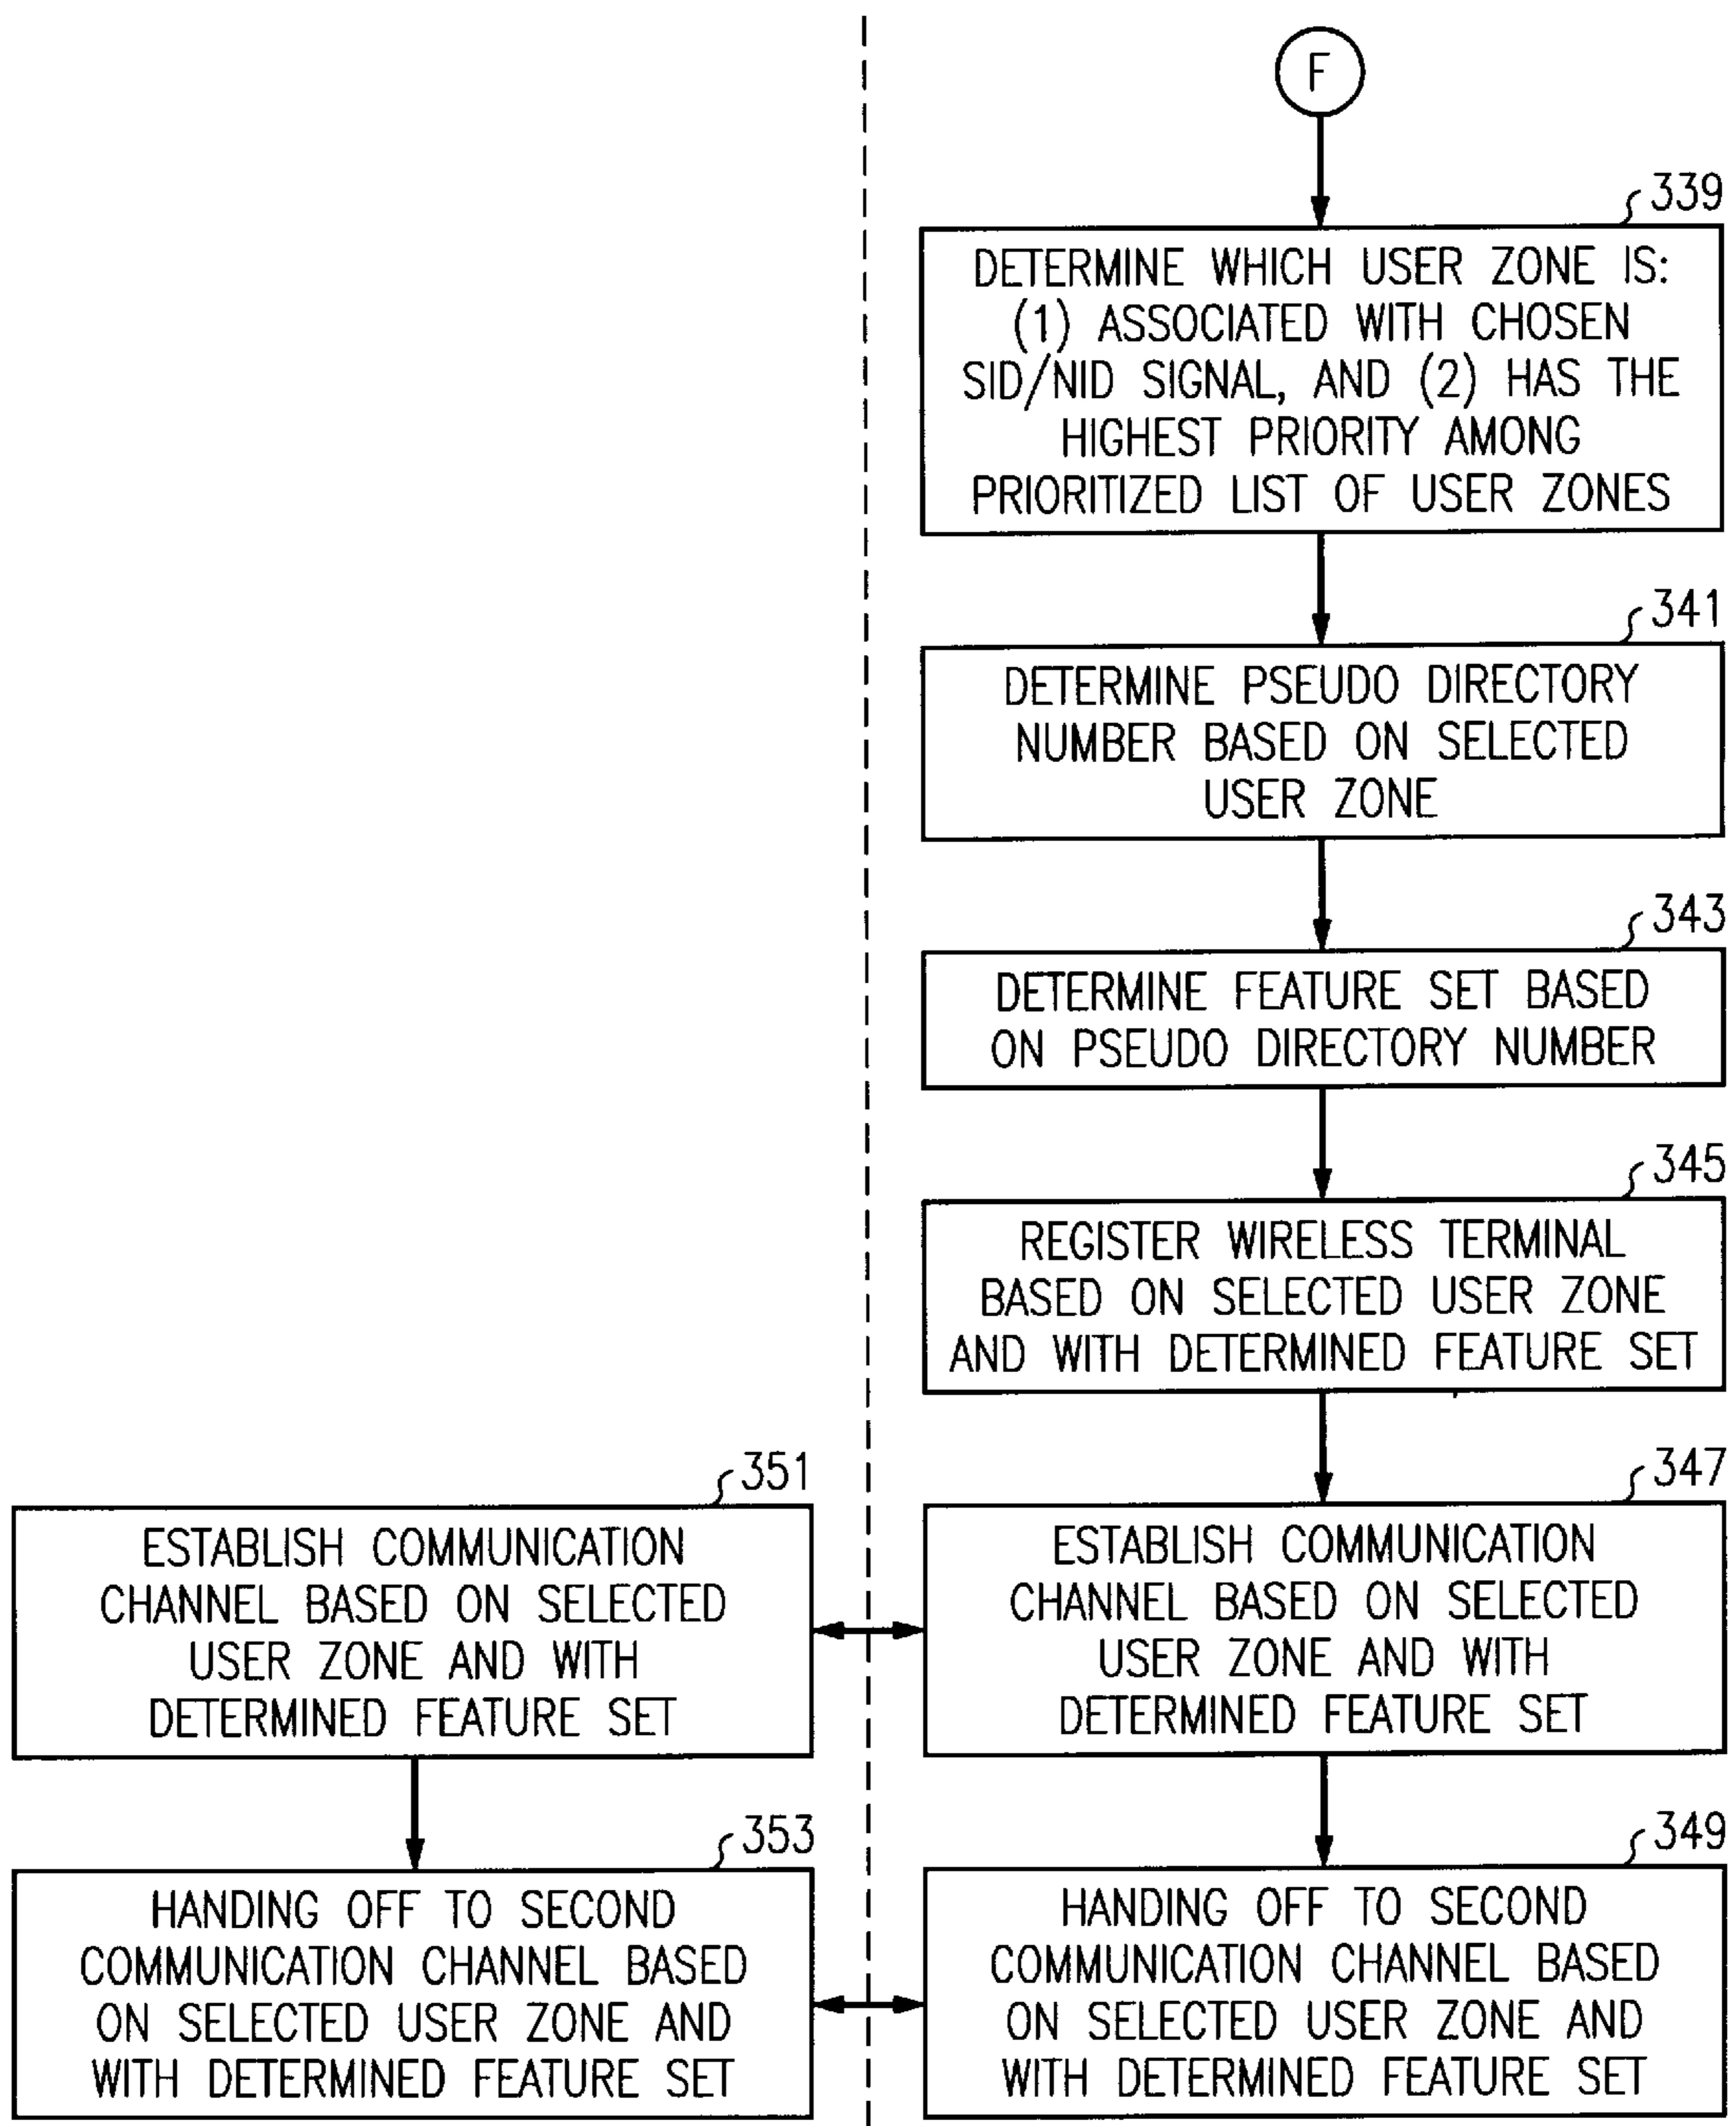 F
339
DETERMINE WHICH USER ZONE IS:
(1) ASSOCIATED WITH CHOSEN
SID/NID SIGNAL, AND (2) HAS THE
HIGHEST PRIORITY AMONG
PRIORITIZED LIST OF USER ZONES
341
DETERMINE PSEUDO DIRECTORY
NUMBER BASED ON SELECTED
USER ZONE
343
DETERMINE FEATURE SET BASED
ON PSEUDO DIRECTORY NUMBER
345
REGISTER WIRELESS TERMINAL
BASED ON SELECTED USER ZONE
AND WITH DETERMINED FEATURE SET
351
ESTABLISH COMMUNICATION
CHANNEL BASED ON SELECTED
USER ZONE AND WITH
DETERMINED FEATURE SET
347
ESTABLISH COMMUNICATION
CHANNEL BASED ON SELECTED
USER ZONE AND WITH
DETERMINED FEATURE SET
353
HANDING OFF TO SECOND
COMMUNICATION CHANNEL BASED
ON SELECTED USER ZONE AND
WITH DETERMINED FEATURE SET
349
HANDING OFF TO SECOND
COMMUNICATION CHANNEL BASED
ON SELECTED USER ZONE AND
WITH DETERMINED FEATURE SET